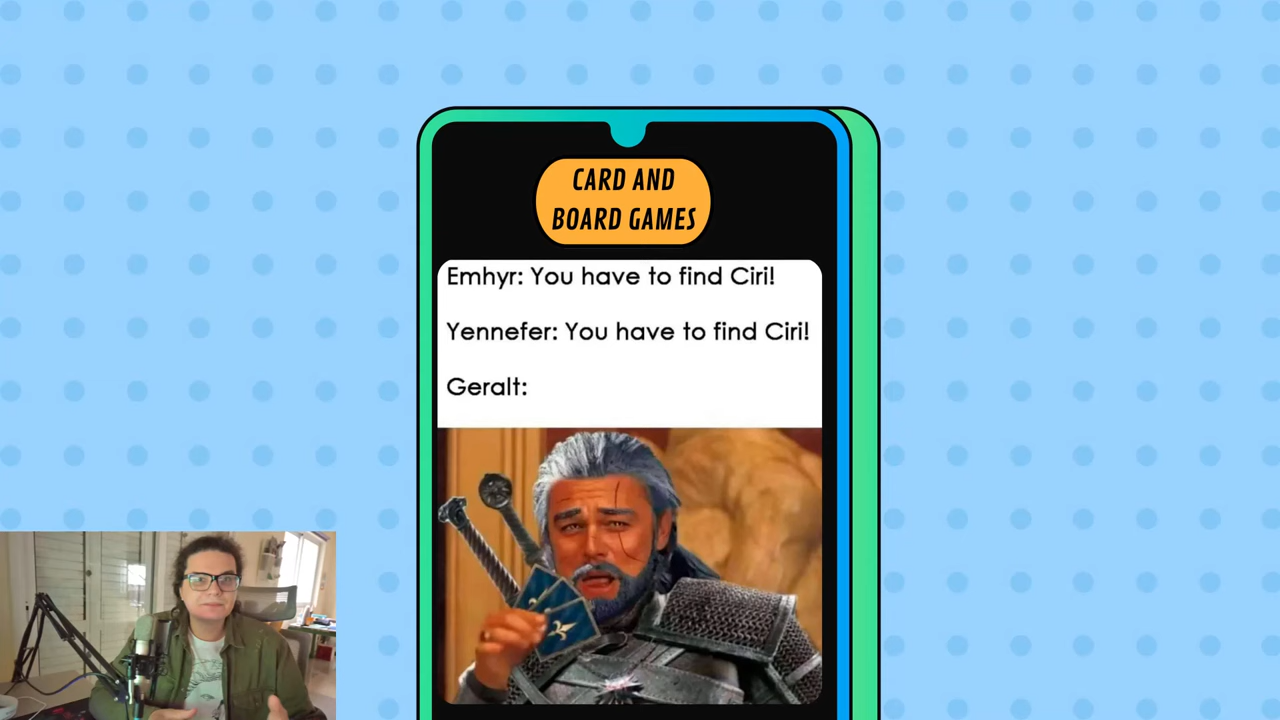 CARD AND
BOARD GAMES
Emhyr: You have to find Ciri!
Yennefer: You have to find Ciri!
Geralt: